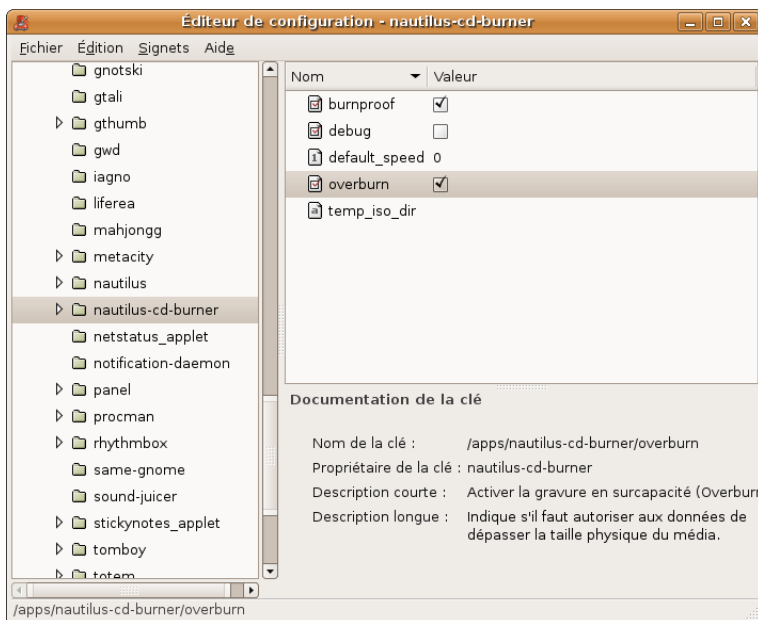 Éditeur de configuration - nautilus-cd-burner
Fichier Édition Signets Aide
gnotski
gtali
gthumb
gwd
iagno
liferea
mahjongg
metacity
nautilus
nautilus-cd-burner
netstatus_applet
notification-daemon
panel
procman
rhythmbox
same-gnome
sound-juicer
stickynotes_applet
tomboy
totem
Nom Valeur
burnproof
debug
default_speed 0
overburn
temp_iso_dir
Documentation de la clé
Nom de la clé : /apps/nautilus-cd-burner/overburn
Propriétaire de la clé : nautilus-cd-burner
Description courte : Activer la gravure en surcapacité (Overburn
Description longue : Indique s'il faut autoriser aux données de
dépasser la taille physique du média.
/apps/nautilus-cd-burner/overburn